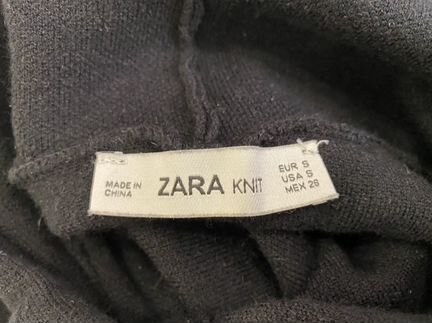 MADE IN
CHINA
ZARA KNIT
EUR S
USA S
MEX 26